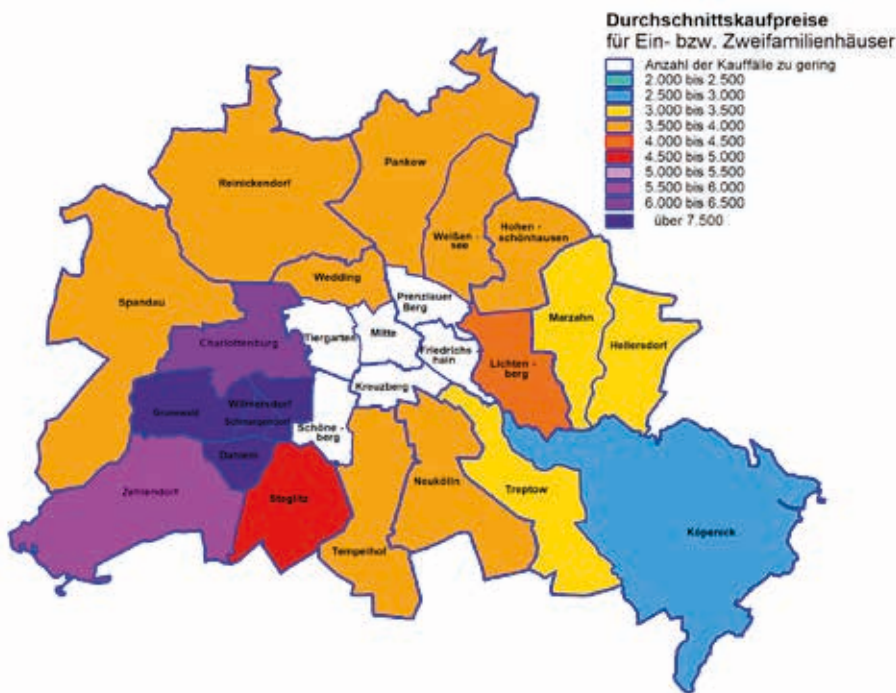 Durchschnittskaufpreise
für Ein- bzw. Zweifamilienhäuser
Anzahl der Kauffälle zu gering
2.000 bis 2.500
2.500 bis 3.000
3.000 bis 3.500
3.500 bis 4.000
4.000 bis 4.500
4.500 bis 5.000
5.000 bis 5.500
5.500 bis 6.000
6.000 bis 6.500
über 7.500
Pankow
Reinickendorf
Weißen -
see
Hohen -
schönhausen
Wedding
Prenzlauer
Berg
Spandau
Marzahn
Hellersdorf
Charlottenburg
Tiergarten
Mitte
Friedrichs
hain
Lichten -
berg
Kreuzberg
Grunewald
Wilmersdorf
Schmargendorf
Schöne -
berg
Dahlem
Zehlendorf
Steglitz
Neukölln
Treptow
Tempelhof
Köpenick